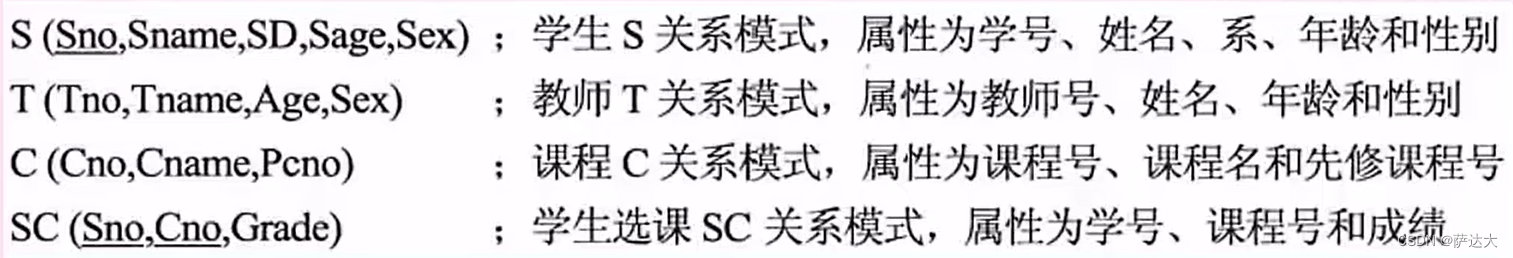 S (Sno,Sname,SD,Sage,Sex) ；学生 S 关系模式，属性为学号、姓名、系、年龄和性别
T (Tno,Tname,Age,Sex) ；教师 T 关系模式，属性为教师号、姓名、年龄和性别
C (Cno,Cname,Pcno) ；课程 C 关系模式，属性为课程号、课程名和先修课程号
SC (Sno,Cno,Grade) ；学生选课 SC 关系模式，属性为学号、课程号和成绩
CSDN @萨达大